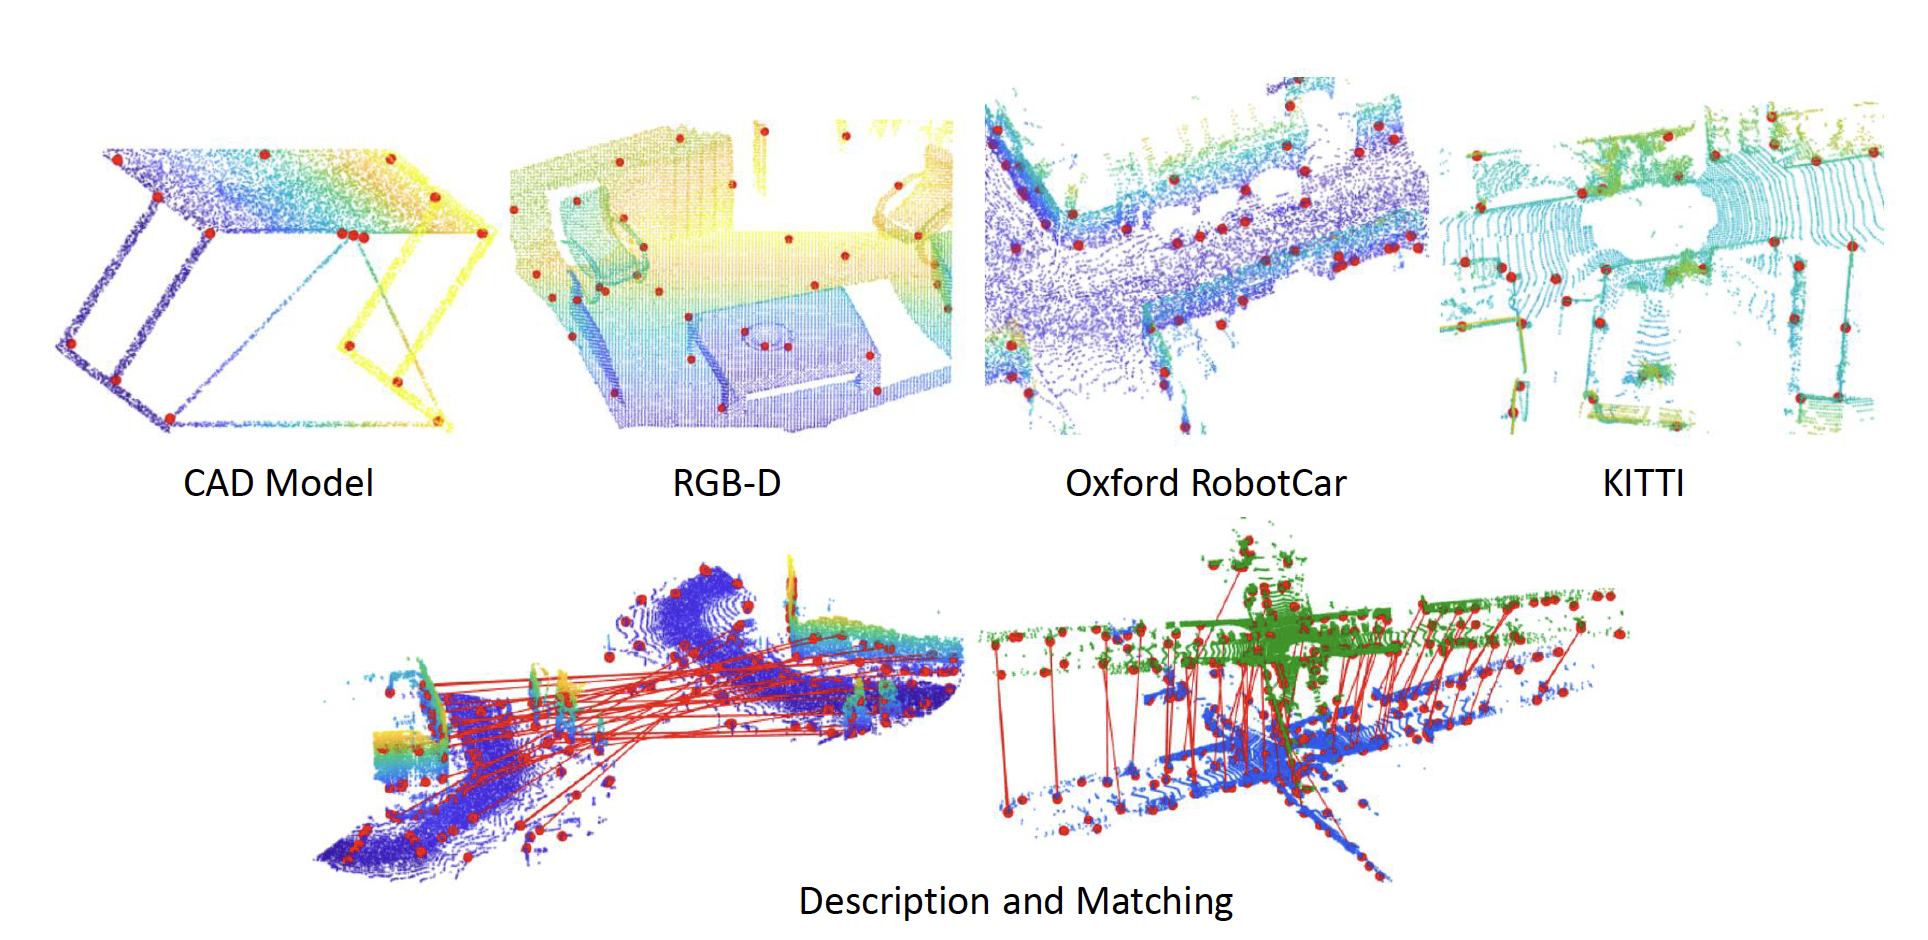 CAD Model
RGB-D
Oxford RobotCar
KITTI
Description and Matching